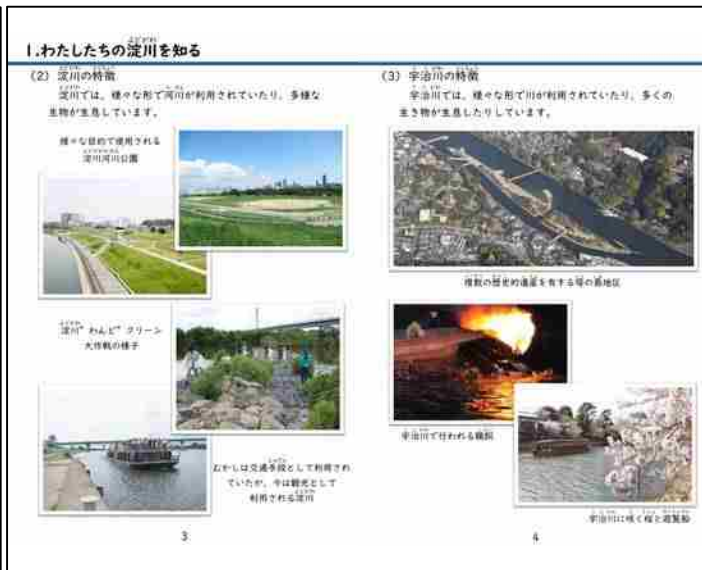 1.わたしたちの淀川を知る
(2) 淀川の特徴
淀川では、様々な形で河川が利用されていたり、多様な
生物が生息しています。
様々な目的で使用される
淀川河川公園
淀川"わんど"クリーン
大作戦の様子
むかしは交通手段として利用され
ていたが、今は観光として
利用される淀川
3
(3) 宇治川の特徴
宇治川では、様々な形で川が利用されていたり、多くの
生き物が生息したりしています。
複数の歴史的遺産を有する塔の島地区
宇治川で行われる鵜飼
宇治川に咲く桜と遊覧船
4